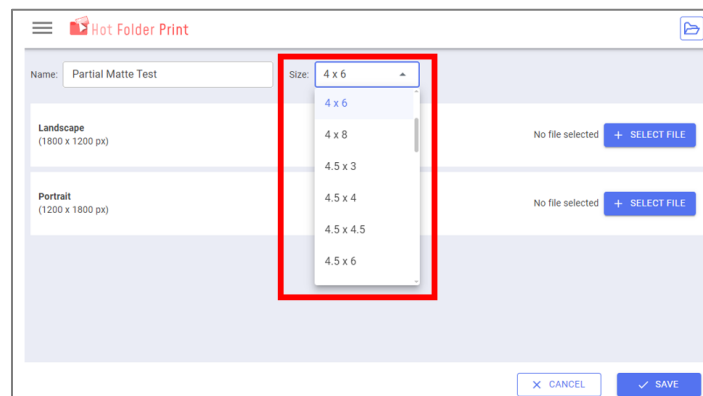 Hot Folder Print
Name: Partial Matte Test Size: 4 x 6
4 x 6
4 x 8
4.5 x 3
4.5 x 4
4.5 x 4.5
4.5 x 6
Landscape
(1800 x 1200 px)
No file selected + SELECT FILE
Portrait
(1200 x 1800 px)
No file selected + SELECT FILE
CANCEL SAVE